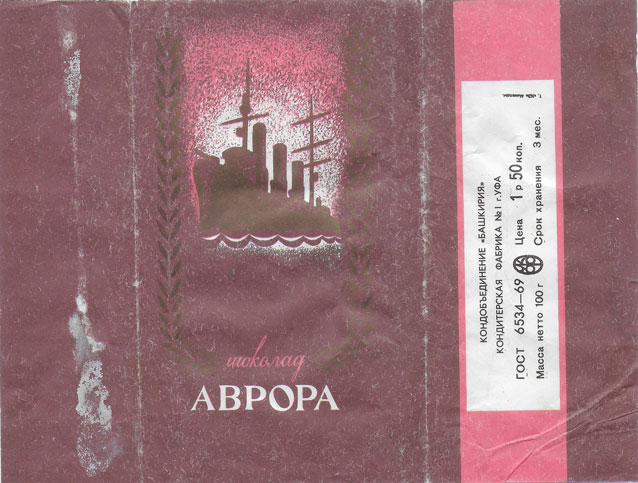 шоколад
АВРОРА
КОНДОБЪЕДИНЕНИЕ «БАШКИРИЯ»
КОНДИТЕРСКАЯ ФАБРИКА №1 г.УФА
ГОСТ 6534—69 Цена 1 р 50 коп.
Масса нетто 100 г Срок хранения 3 мес.